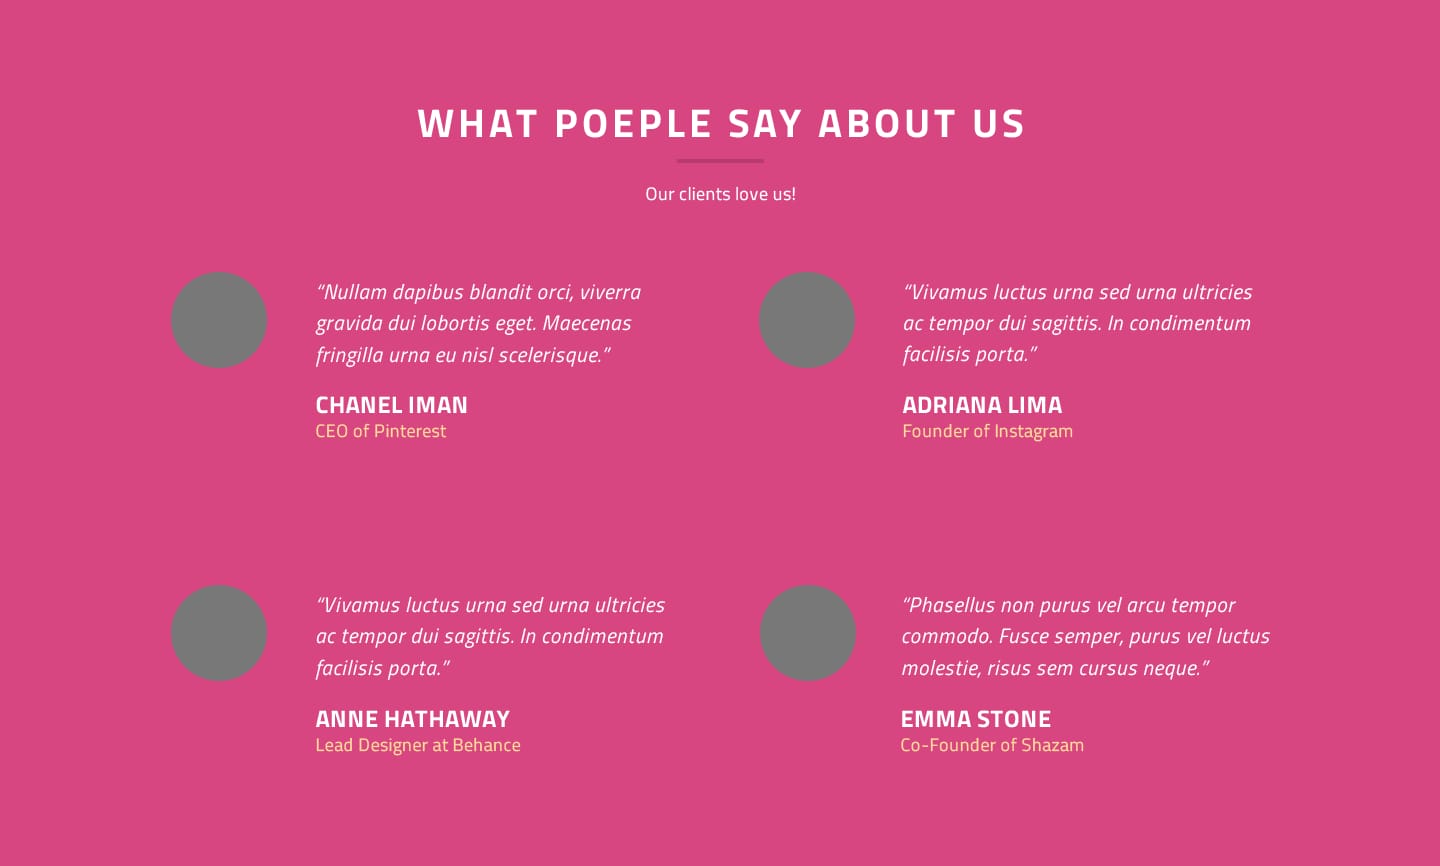 WHAT POEPLE SAY ABOUT US
Our clients love us!
“Nullam dapibus blandit orci, viverra
gravida dui lobortis eget. Maecenas
fringilla urna eu nisl scelerisque.”
CHANEL IMAN
CEO of Pinterest
“Vivamus luctus urna sed urna ultricies
ac tempor dui sagittis. In condimentum
facilisis porta.”
ADRIANA LIMA
Founder of Instagram
“Vivamus luctus urna sed urna ultricies
ac tempor dui sagittis. In condimentum
facilisis porta.”
ANNE HATHAWAY
Lead Designer at Behance
“Phasellus non purus vel arcu tempor
commodo. Fusce semper, purus vel luctus
molestie, risus sem cursus neque.”
EMMA STONE
Co-Founder of Shazam